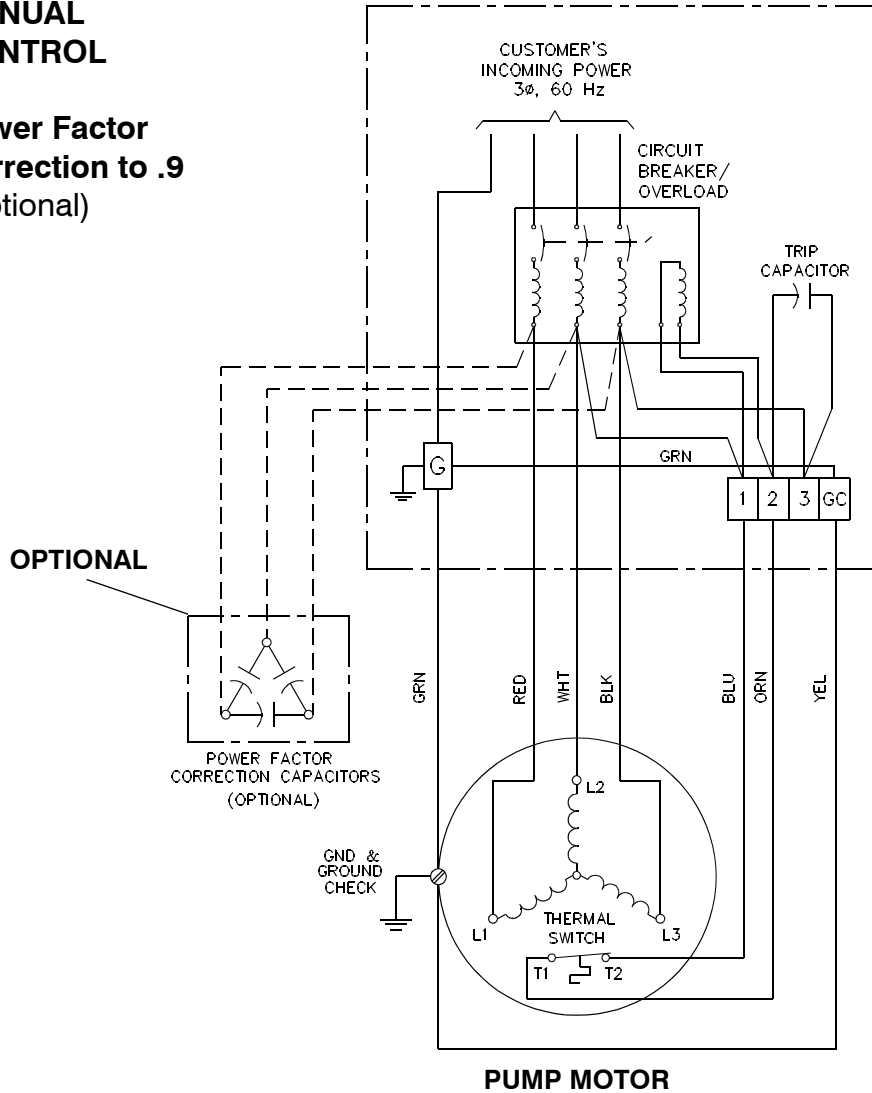 NUAL
NTROL
wer Factor
rrection to .9
tional)
CUSTOMER'S
INCOMING POWER
3ø, 60 Hz
CIRCUIT
BREAKER/
OVERLOAD
TRIP
CAPACITOR
G
GRN
1 2 3 GC
OPTIONAL
GRN
RED
WHT
BLK
BLU
ORN
YEL
POWER FACTOR
CORRECTION CAPACITORS
(OPTIONAL)
L2
GND &
GROUND
CHECK
L1
THERMAL
SWITCH
L3
T1
T2
PUMP MOTOR